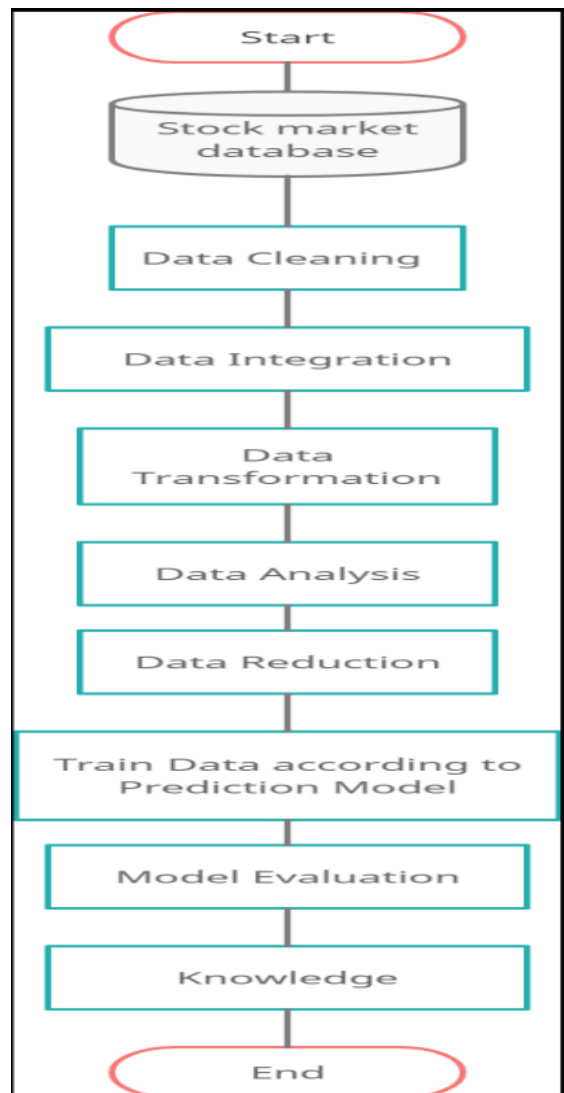 Start
Stock market
database
Data Cleaning
Data Integration
Data
Transformation
Data Analysis
Data Reduction
Train Data according to
Prediction Model
Model Evaluation
Knowledge
End